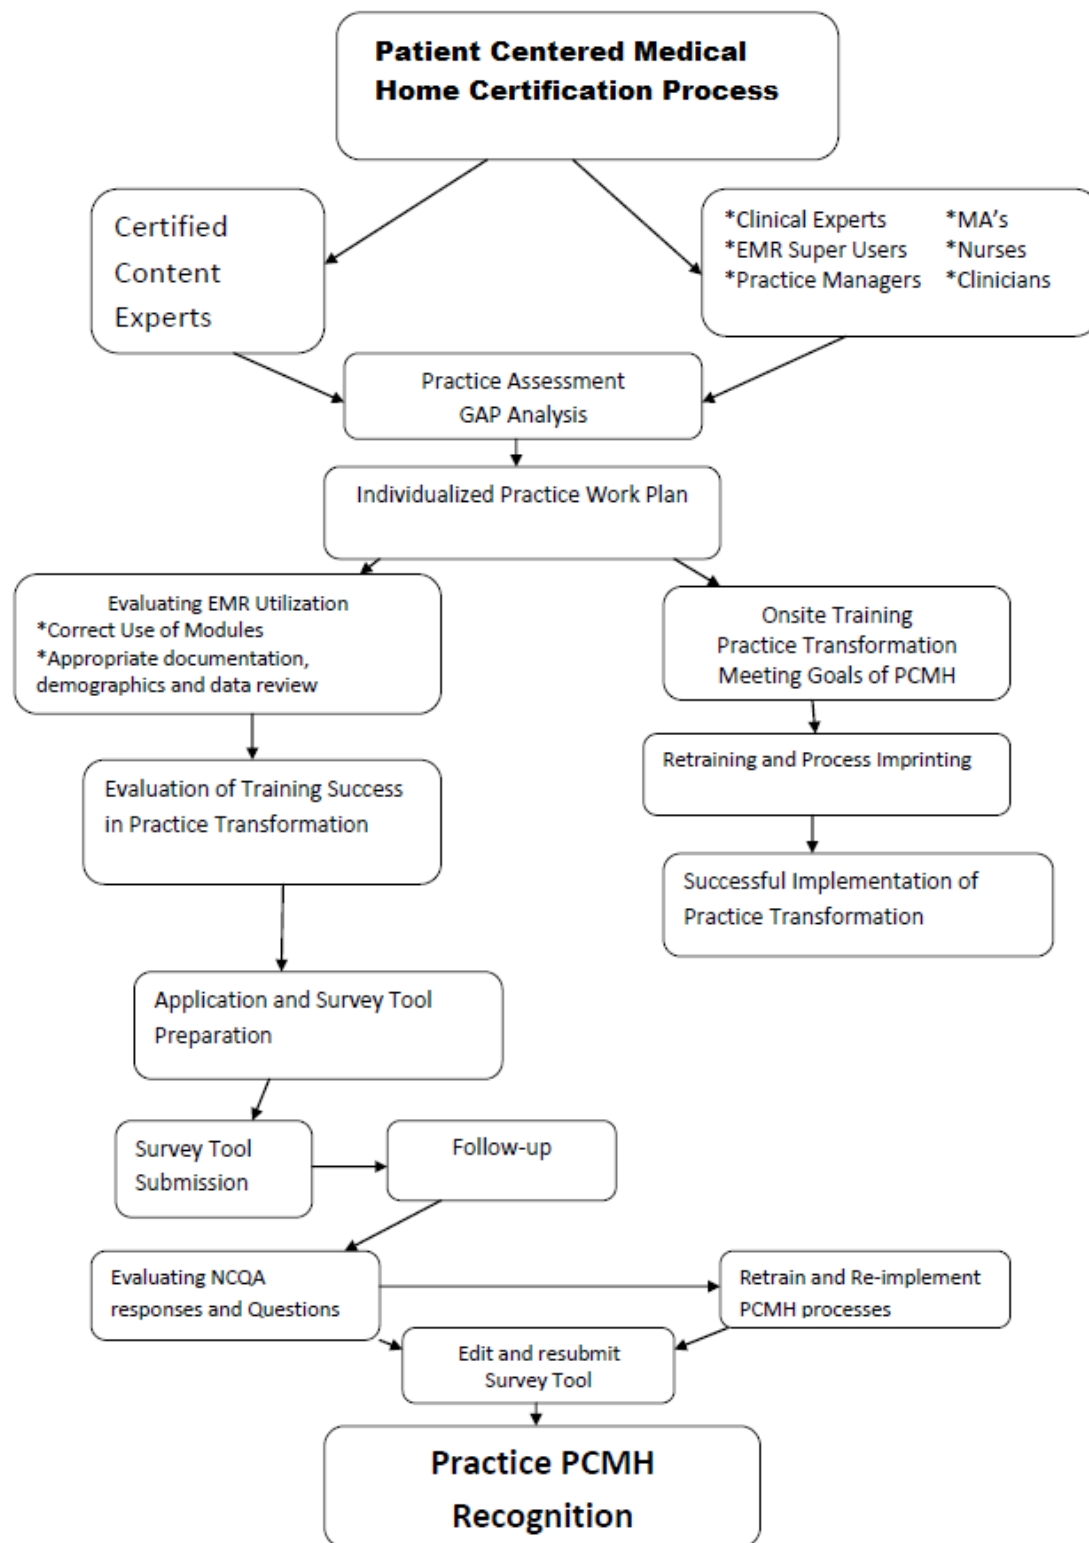 Patient Centered Medical
Home Certification Process
Certified
Content
Experts
*Clinical Experts *MA's
*EMR Super Users *Nurses
*Practice Managers *Clinicians
Practice Assessment
GAP Analysis
Individualized Practice Work Plan
Evaluating EMR Utilization
*Correct Use of Modules
*Appropriate documentation,
demographics and data review
Onsite Training
Practice Transformation
Meeting Goals of PCMH
Retraining and Process Imprinting
Evaluation of Training Success
in Practice Transformation
Successful Implementation of
Practice Transformation
Application and Survey Tool
Preparation
Survey Tool
Submission
Follow-up
Evaluating NCQA
responses and Questions
Retrain and Re-implement
PCMH processes
Edit and resubmit
Survey Tool
Practice PCMH
Recognition